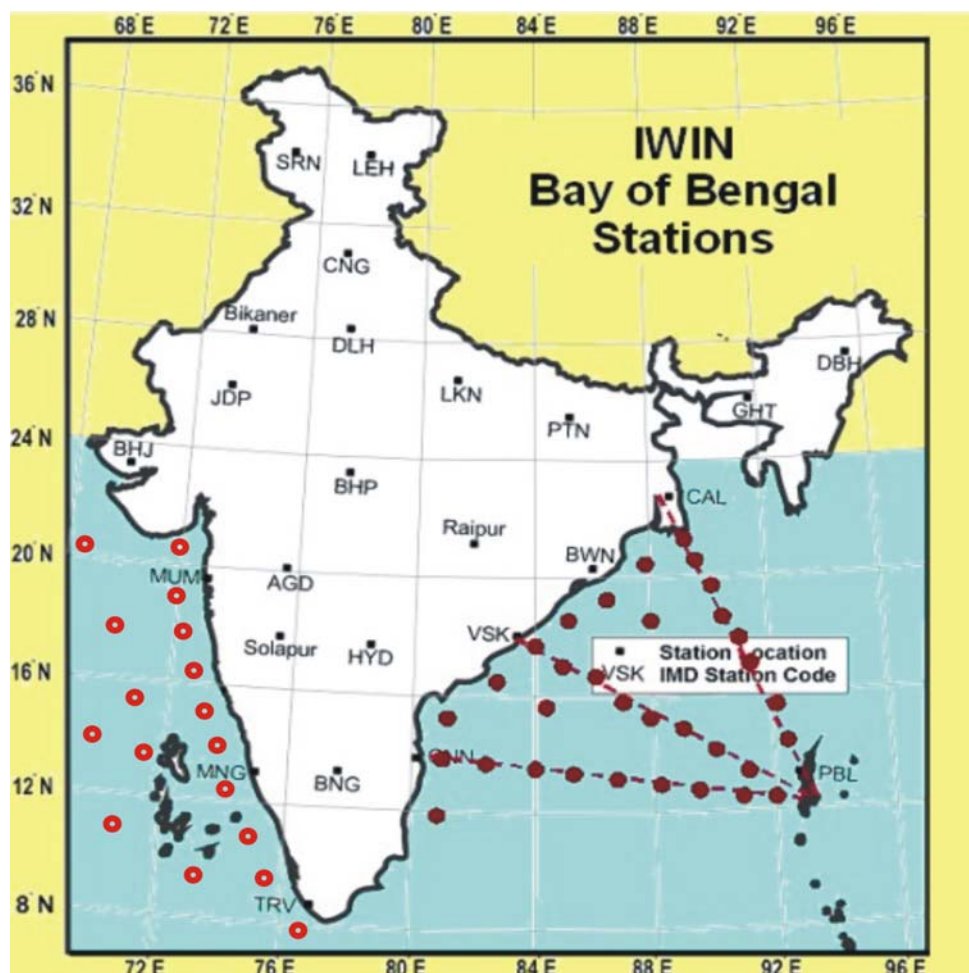 68°E 72°E 76°E 80°E 84°E 88°E 92°E 96°E
36°N
IWIN
Bay of Bengal
Stations
SRN LEH
32°N
CNG
28°N
Bikaner
DLH
DBH
JDP
LKN
GHT
PTN
24°N
BHJ
BHP
CAL
Raipur
20°N
BWN
MUM
AGD
VSK
Station Location
Solapur
HYD
VSK IMD Station Code
16°N
MNG
BNG
PBL
12°N
8°N
TRV
72°E 76°E 80°E 84°E 88°E 92°E 96°E